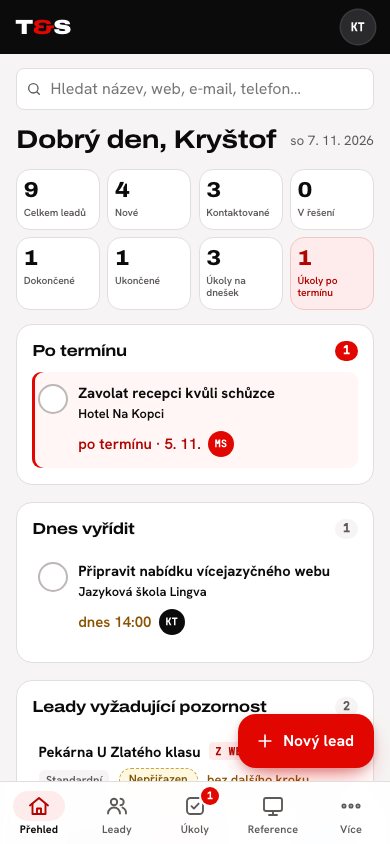 T&S
KT
Hledat název, web, e-mail, telefon...
Dobrý den, Kryštof
so 7. 11. 2026
9
Celkem leadů
4
Nové
3
Kontaktované
0
V řešení
1
Dokončené
1
Ukončené
3
Úkoly na
dnešek
1
Úkoly po
termínu
Po termínu
1
Zavolat recepci kvůli schůzce
Hotel Na Kopci
po termínu · 5. 11.
MS
Dnes vyřídit
1
Připravit nabídku vícejazyčného webu
Jazyková škola Lingva
dnes 14:00
KT
Leady vyžadující pozornost
2
Pekárna U Zlatého klasu
Nový lead
Standardní
Nepřiřazen
bez dalšího kroku
1
Přehled
Leady
Úkoly
Reference
Více